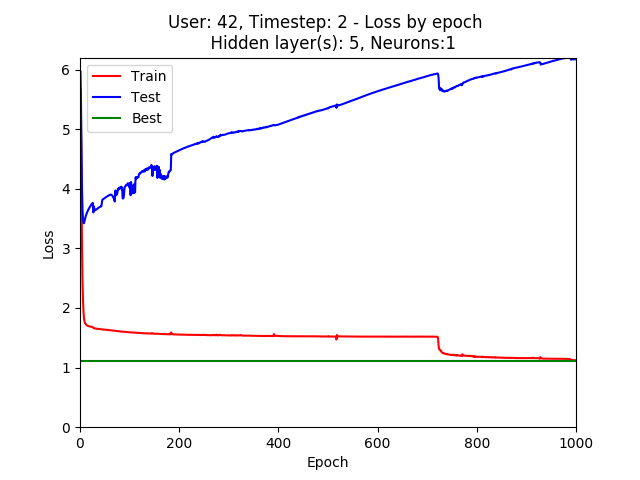 User: 42, Timestep: 2 - Loss by epoch
Hidden layer(s): 5, Neurons:1
Train
Test
Best
Loss
6
5
4
3
2
1
0
0 200 400 600 800 1000
Epoch